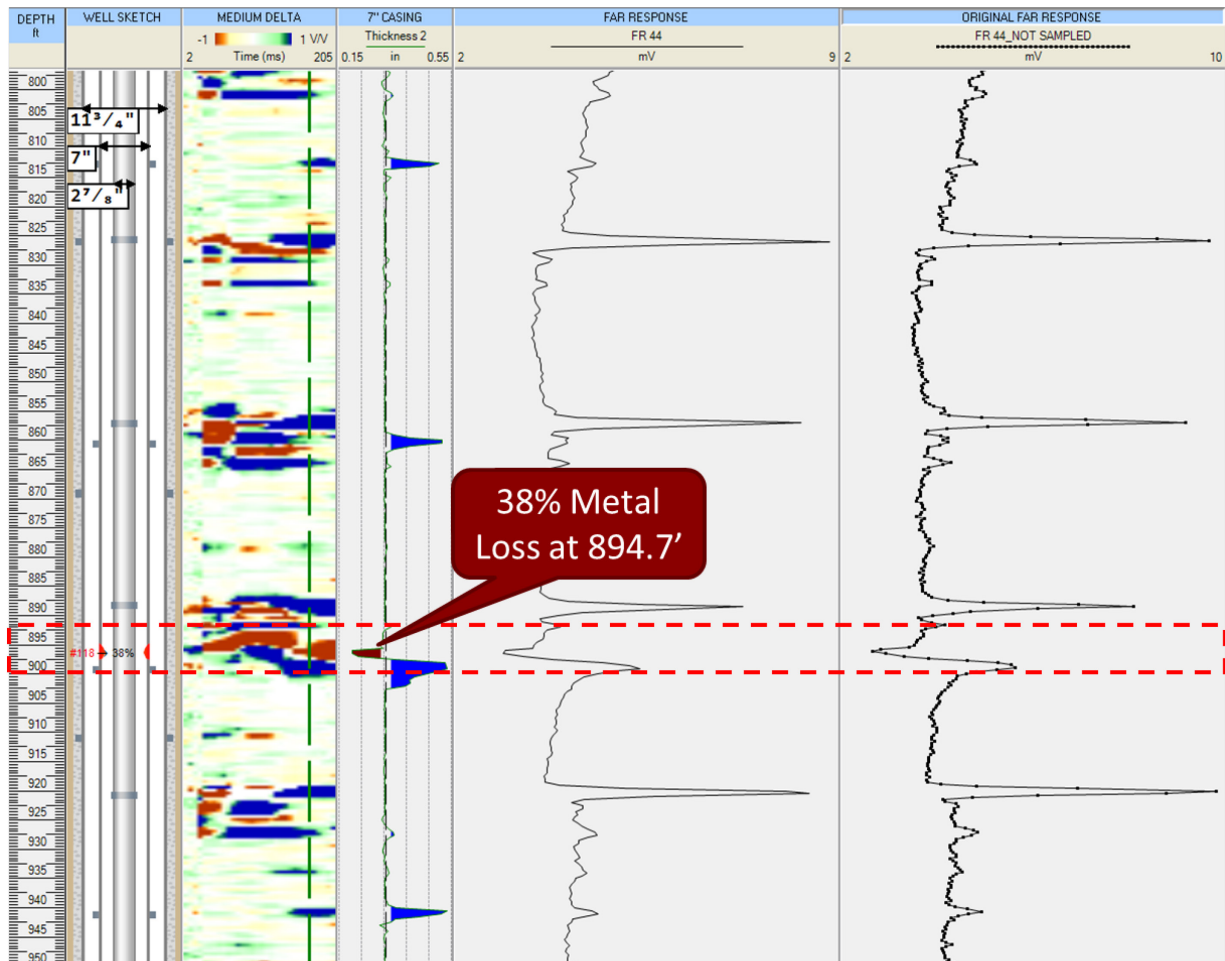 DEPTH
ft
WELL SKETCH
MEDIUM DELTA
-1 1 V/V
2 Time (ms) 205
7" CASING
Thickness 2
0.15 in 0.55
FAR RESPONSE
FR 44
2 mV 9
ORIGINAL FAR RESPONSE
FR 44_NOT SAMPLED
2 mV 10
800
805
810
815
820
825
830
835
840
845
850
855
860
865
870
875
880
885
890
895
900
905
910
915
920
925
930
935
940
945
950
11³/₄"
7"
2⁷/₈"
#118 38%
38% Metal
Loss at 894.7’